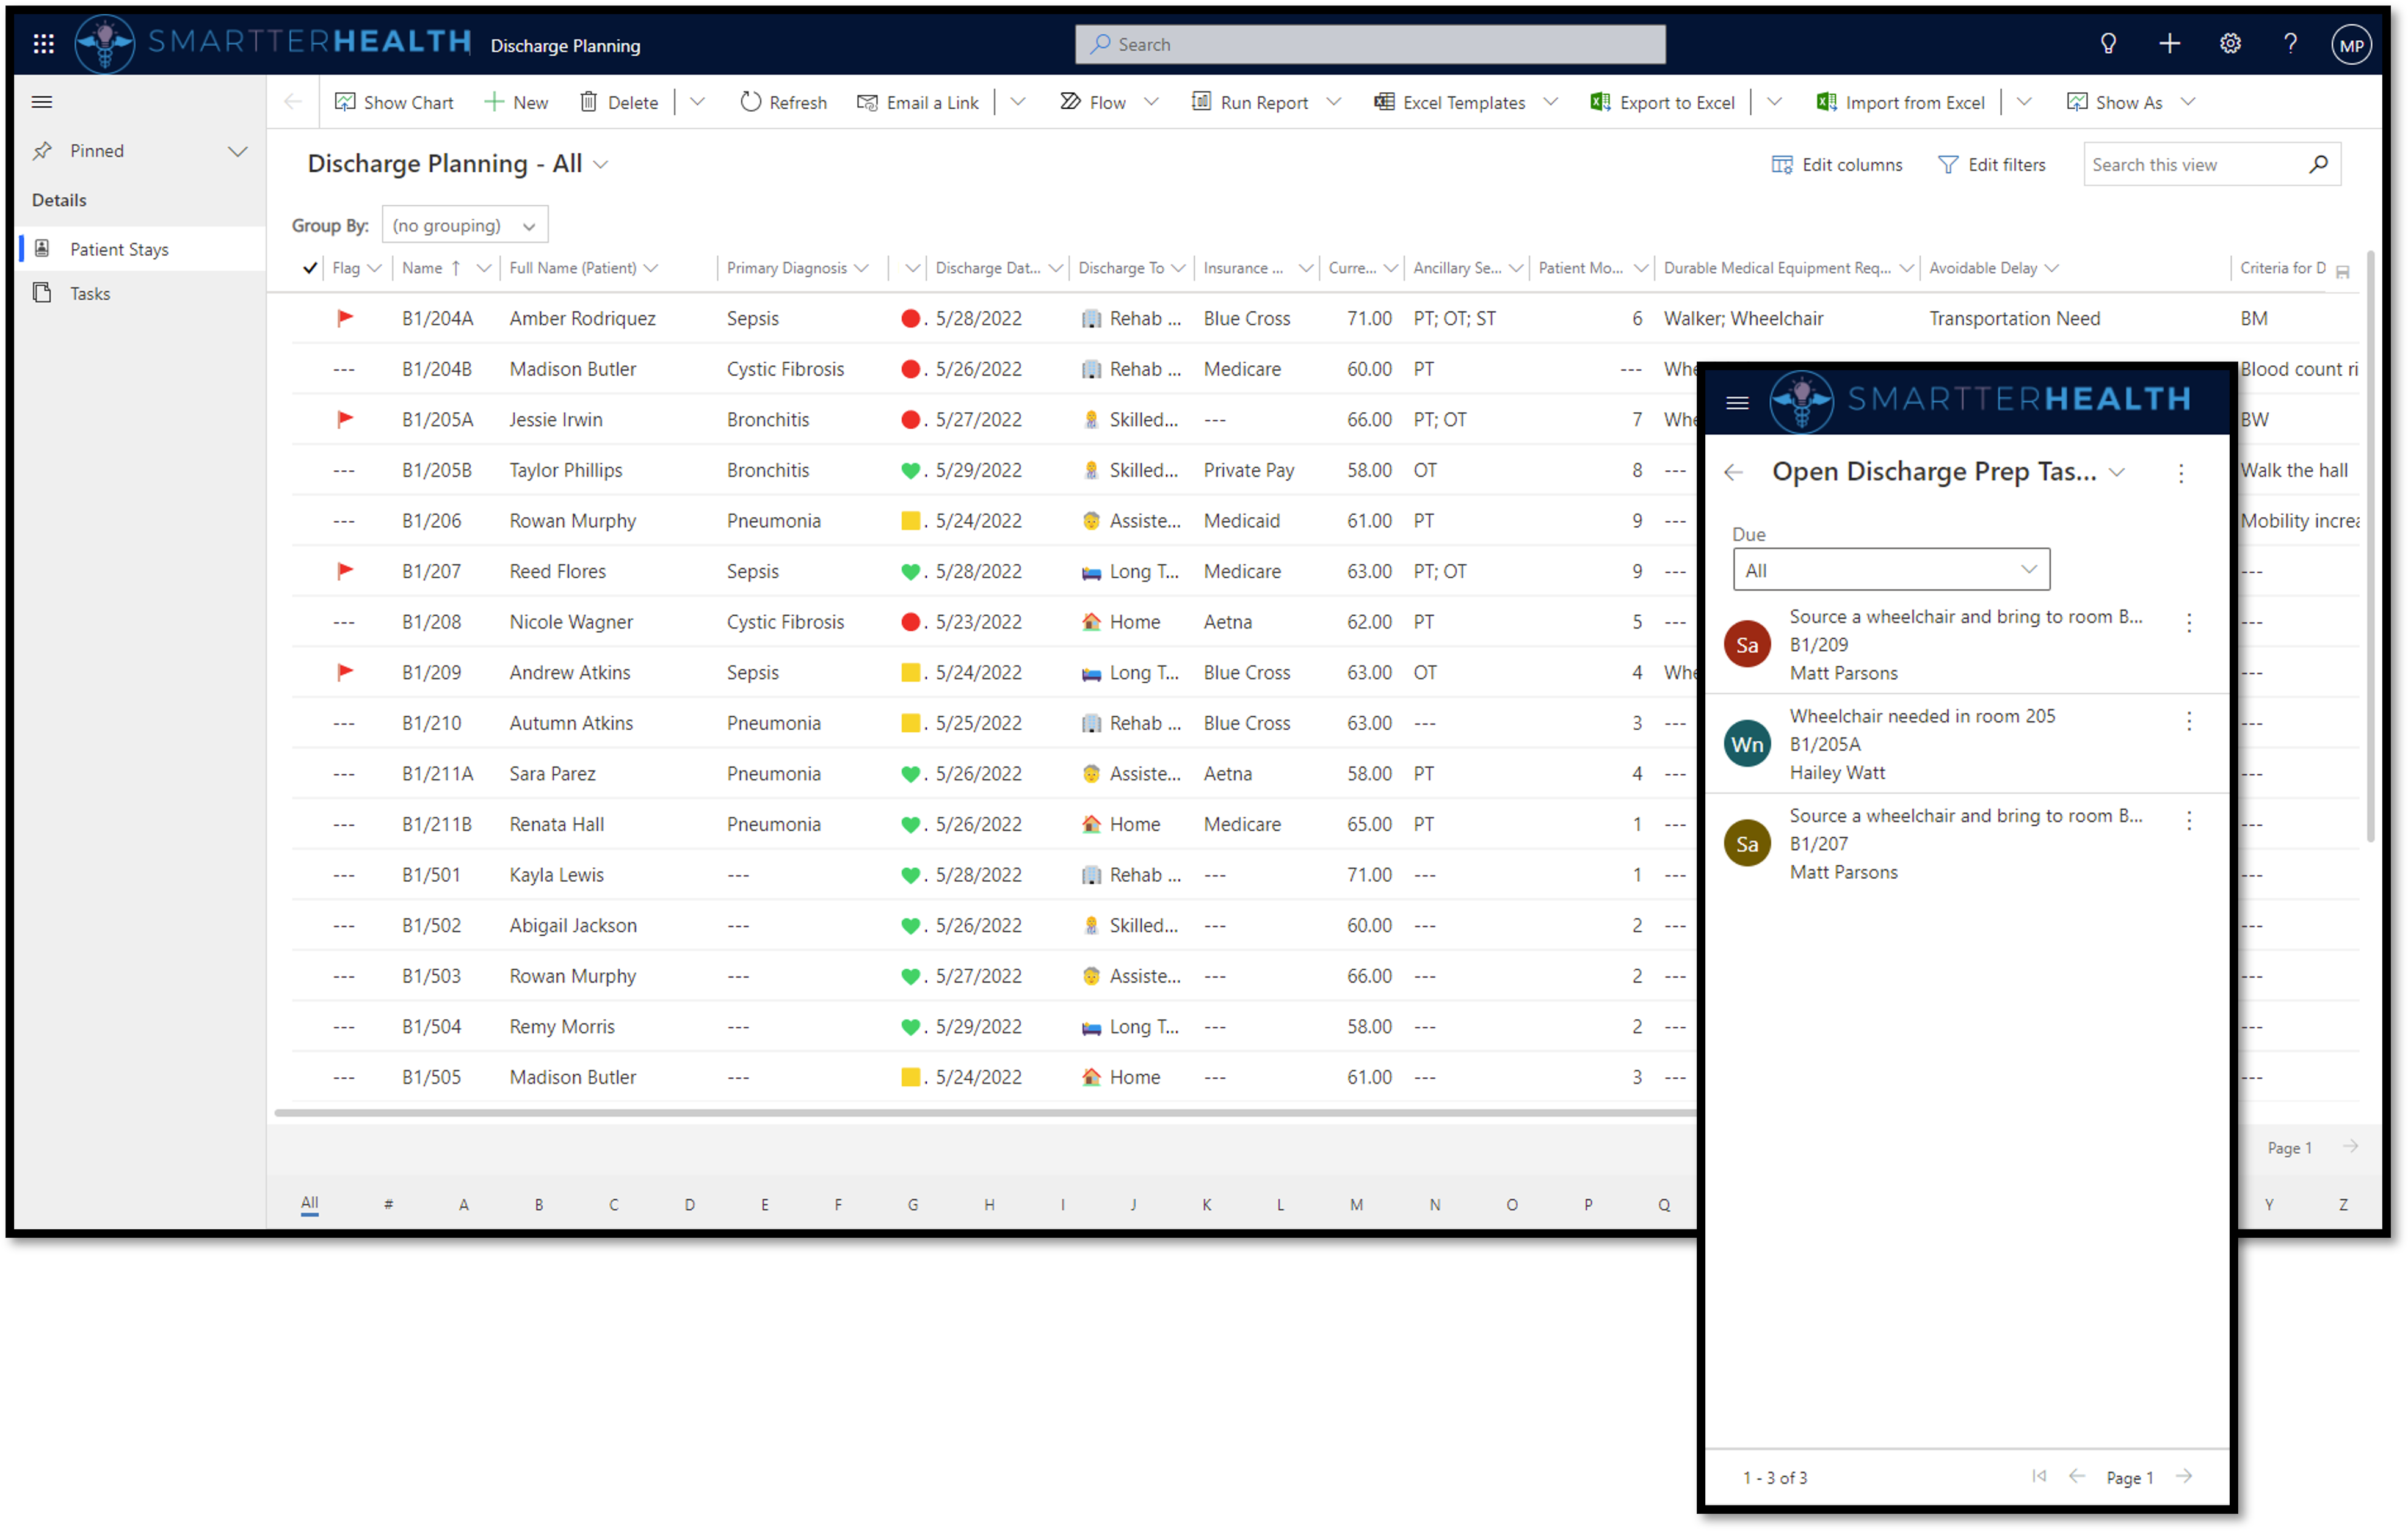 SMARTTERHEALTH Discharge Planning Search MP
Show Chart New Delete Refresh Email a Link Flow Run Report Excel Templates Export to Excel Import from Excel Show As
Pinned
Details
Patient Stays
Tasks
Discharge Planning - All Edit columns Edit filters Search this view
Group By: (no grouping)
Flag Name ↑ Full Name (Patient) Primary Diagnosis Discharge Dat... Discharge To Insurance ... Curre... Ancillary Se... Patient Mo... Durable Medical Equipment Req... Avoidable Delay Criteria for D
B1/204A Amber Rodriquez Sepsis . 5/28/2022 Rehab ... Blue Cross 71.00 PT; OT; ST 6 Walker; Wheelchair Transportation Need BM
--- B1/204B Madison Butler Cystic Fibrosis . 5/26/2022 Rehab ... Medicare 60.00 PT --- Whe Blood count ri
B1/205A Jessie Irwin Bronchitis . 5/27/2022 Skilled... --- 66.00 PT; OT 7 Whe BW
--- B1/205B Taylor Phillips Bronchitis . 5/29/2022 Skilled... Private Pay 58.00 OT 8 --- Walk the hall
--- B1/206 Rowan Murphy Pneumonia . 5/24/2022 Assiste... Medicaid 61.00 PT 9 --- Mobility increa
B1/207 Reed Flores Sepsis . 5/28/2022 Long T... Medicare 63.00 PT; OT 9 --- ---
--- B1/208 Nicole Wagner Cystic Fibrosis . 5/23/2022 Home Aetna 62.00 PT 5 --- ---
B1/209 Andrew Atkins Sepsis . 5/24/2022 Long T... Blue Cross 63.00 OT 4 Whe ---
--- B1/210 Autumn Atkins Pneumonia . 5/25/2022 Rehab ... Blue Cross 63.00 --- 3 --- ---
--- B1/211A Sara Parez Pneumonia . 5/26/2022 Assiste... Aetna 58.00 PT 4 --- ---
--- B1/211B Renata Hall Pneumonia . 5/26/2022 Home Medicare 65.00 PT 1 --- ---
--- B1/501 Kayla Lewis --- . 5/28/2022 Rehab ... --- 71.00 --- 1 --- ---
--- B1/502 Abigail Jackson --- . 5/26/2022 Skilled... --- 60.00 --- 2 --- ---
--- B1/503 Rowan Murphy --- . 5/27/2022 Assiste... --- 66.00 --- 2 --- ---
--- B1/504 Remy Morris --- . 5/29/2022 Long T... --- 58.00 --- 2 --- ---
--- B1/505 Madison Butler --- . 5/24/2022 Home --- 61.00 --- 3 --- ---
Page 1
All # A B C D E F G H I J K L M N O P Q Y Z
SMARTTERHEALTH
Open Discharge Prep Tas...
Due
All
Sa
Source a wheelchair and bring to room B...
B1/209
Matt Parsons
Wn
Wheelchair needed in room 205
B1/205A
Hailey Watt
Sa
Source a wheelchair and bring to room B...
B1/207
Matt Parsons
1 - 3 of 3 Page 1